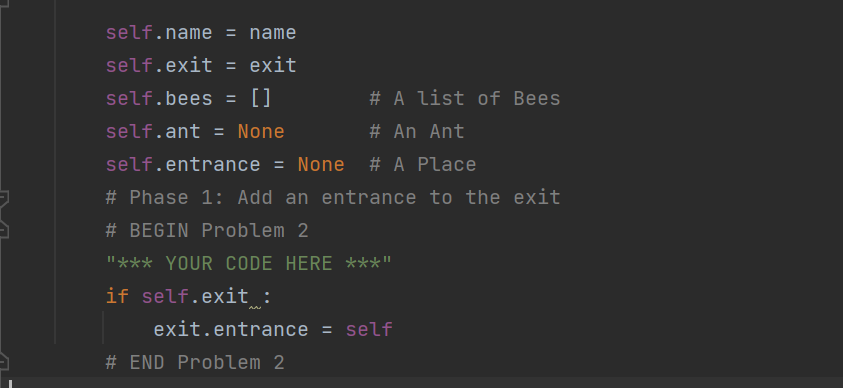 self.name = name
self.exit = exit
self.bees = []        # A list of Bees
self.ant = None       # An Ant
self.entrance = None  # A Place
# Phase 1: Add an entrance to the exit
# BEGIN Problem 2
"*** YOUR CODE HERE ***"
if self.exit :
    exit.entrance = self
# END Problem 2